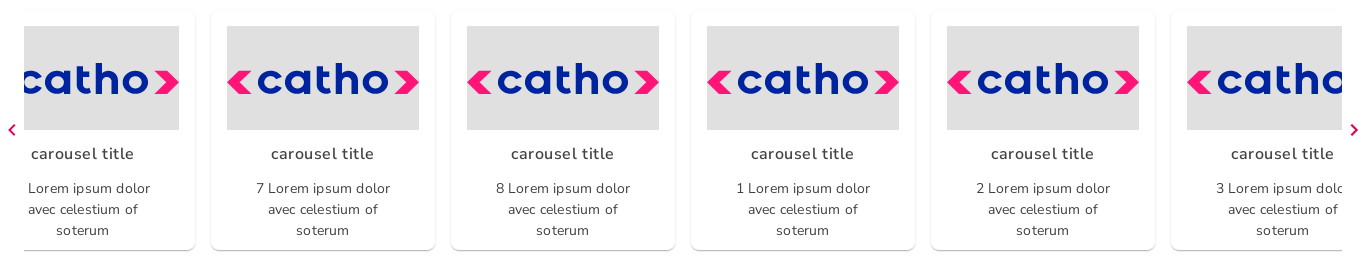 catho
carousel title
Lorem ipsum dolor
avec celestium of
soterum
catho
carousel title
7 Lorem ipsum dolor
avec celestium of
soterum
catho
carousel title
8 Lorem ipsum dolor
avec celestium of
soterum
catho
carousel title
1 Lorem ipsum dolor
avec celestium of
soterum
catho
carousel title
2 Lorem ipsum dolor
avec celestium of
soterum
catho
carousel title
3 Lorem ipsum dolo
avec celestium of
soterum